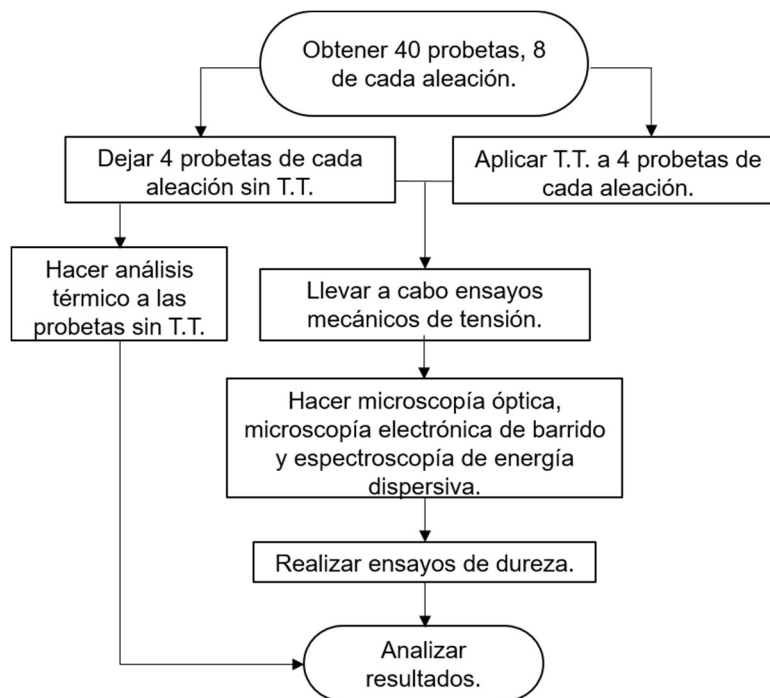 Obtener 40 probetas, 8
de cada aleación.
Dejar 4 probetas de cada
aleación sin T.T.
Aplicar T.T. a 4 probetas de
cada aleación.
Hacer análisis
térmico a las
probetas sin T.T.
Llevar a cabo ensayos
mecánicos de tensión.
Hacer microscopía óptica,
microscopía electrónica de barrido
y espectroscopía de energía
dispersiva.
Realizar ensayos de dureza.
Analizar
resultados.